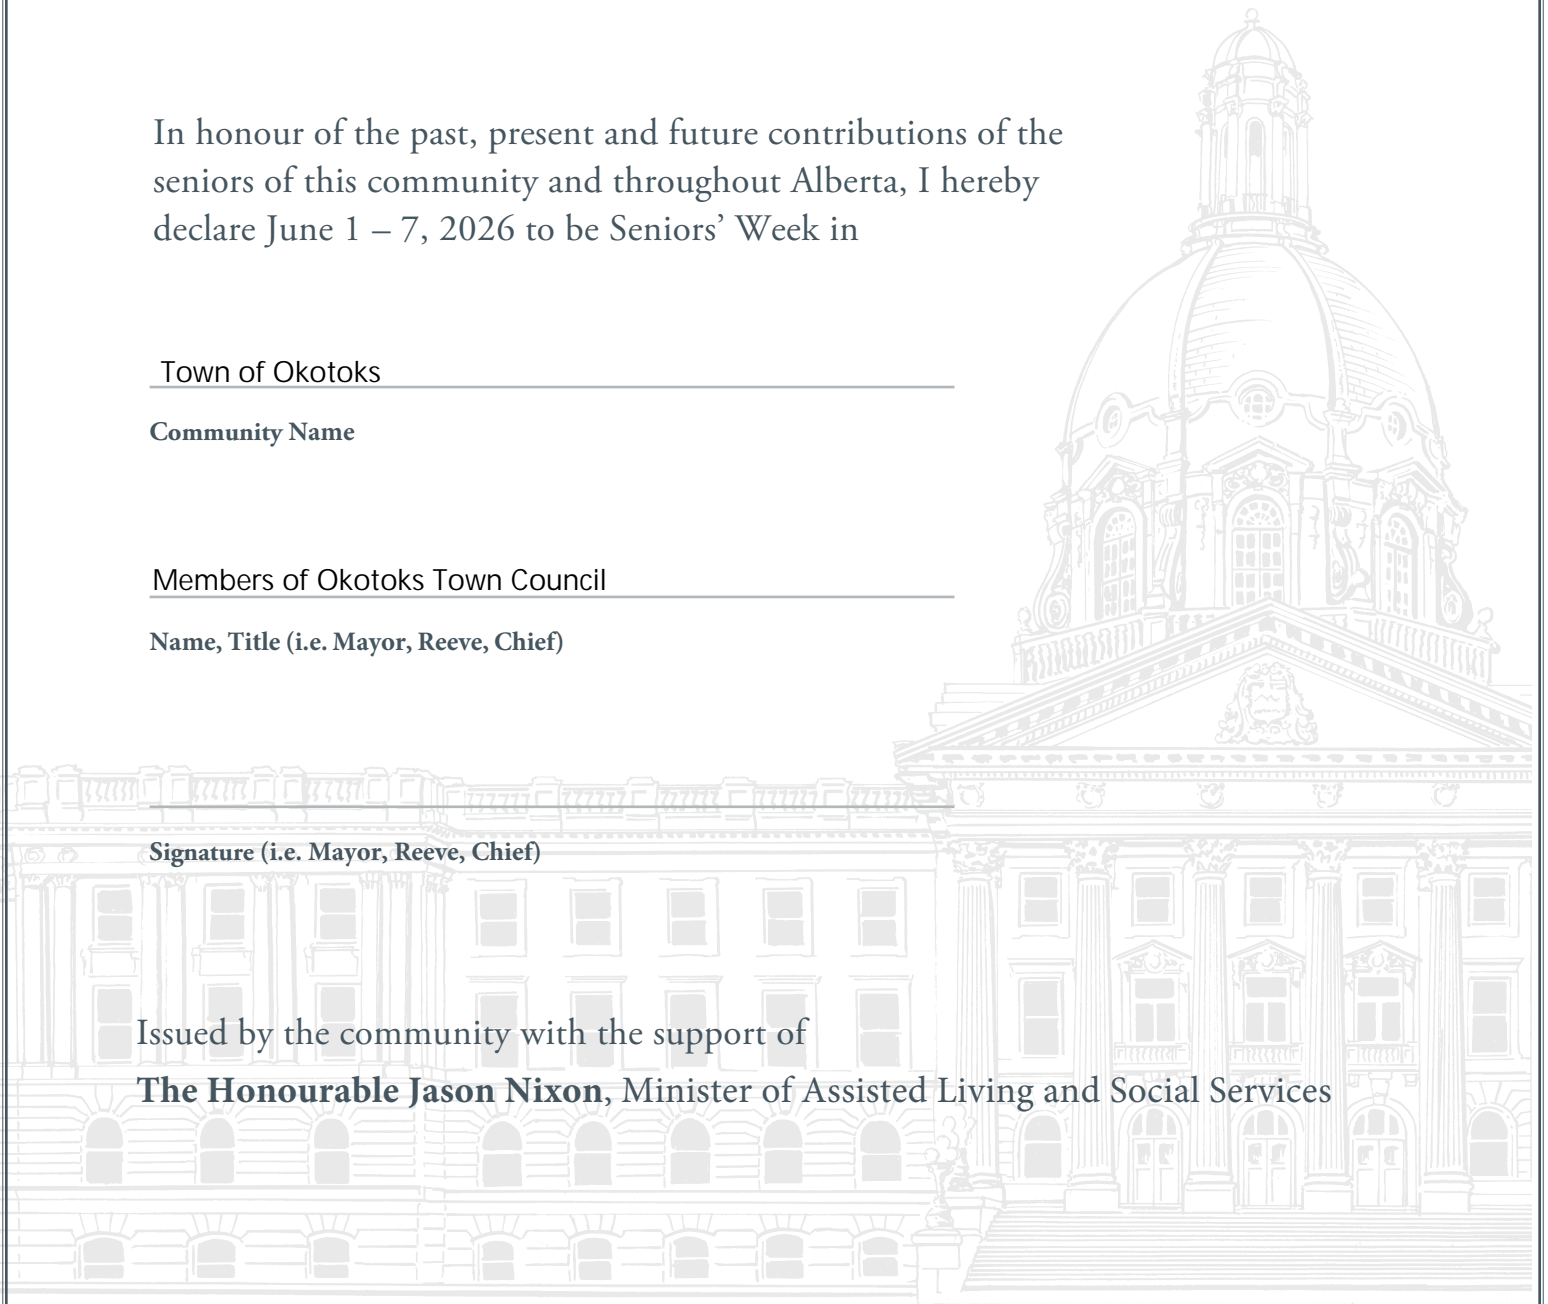 In honour of the past, present and future contributions of the
seniors of this community and throughout Alberta, I hereby
declare June 1 – 7, 2026 to be Seniors’ Week in
Town of Okotoks
Community Name
Members of Okotoks Town Council
Name, Title (i.e. Mayor, Reeve, Chief)
Signature (i.e. Mayor, Reeve, Chief)
Issued by the community with the support of
The Honourable Jason Nixon, Minister of Assisted Living and Social Services